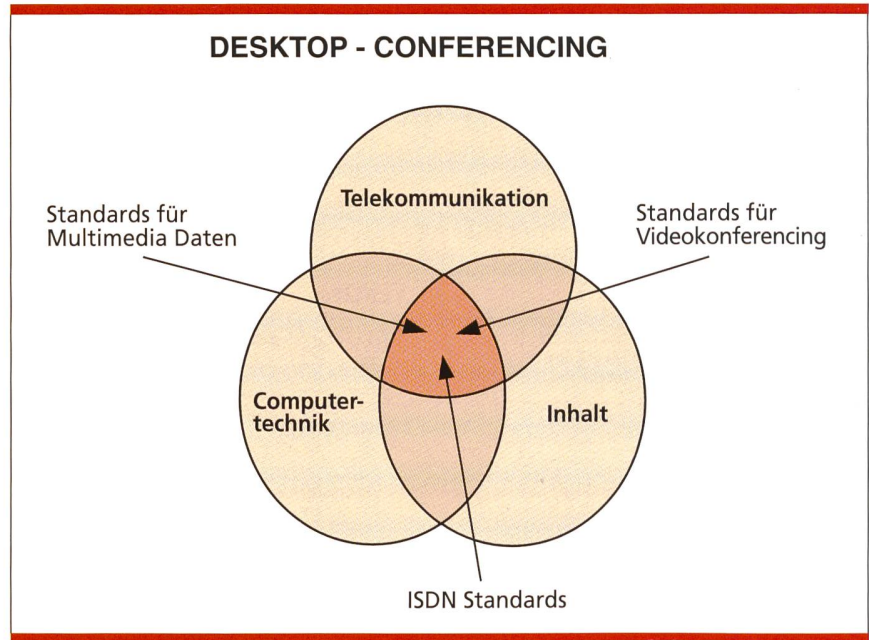 DESKTOP - CONFERENCING
Telekommunikation
Standards für
Multimedia Daten
Standards für
Videokonferencing
Computer-
technik
Inhalt
ISDN Standards